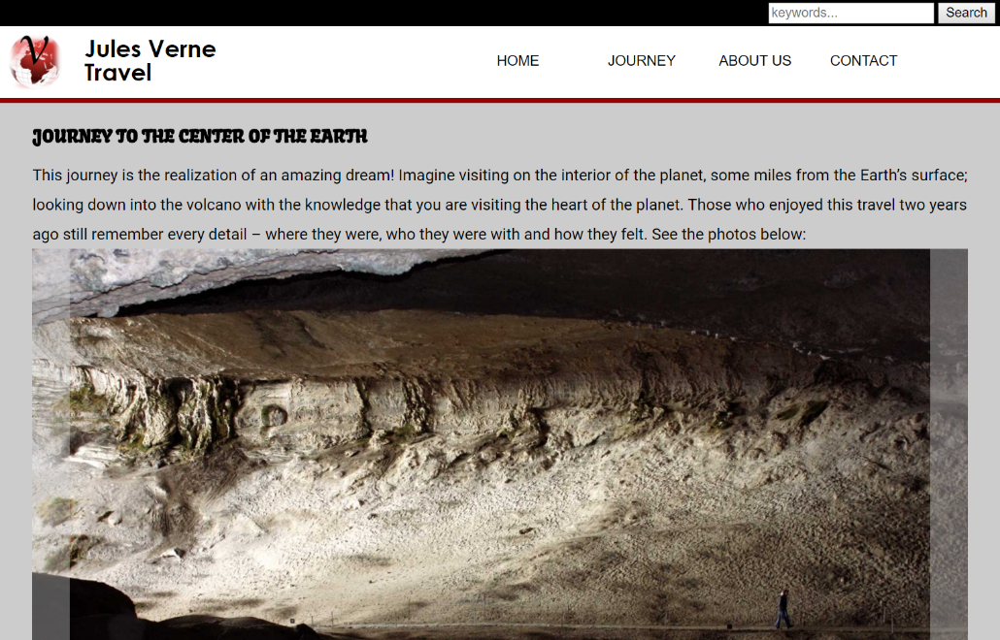 keywords... Search
V
Jules Verne
Travel
HOME JOURNEY ABOUT US CONTACT
JOURNEY TO THE CENTER OF THE EARTH
This journey is the realization of an amazing dream! Imagine visiting on the interior of the planet, some miles from the Earth’s surface;
looking down into the volcano with the knowledge that you are visiting the heart of the planet. Those who enjoyed this travel two years
ago still remember every detail – where they were, who they were with and how they felt. See the photos below: